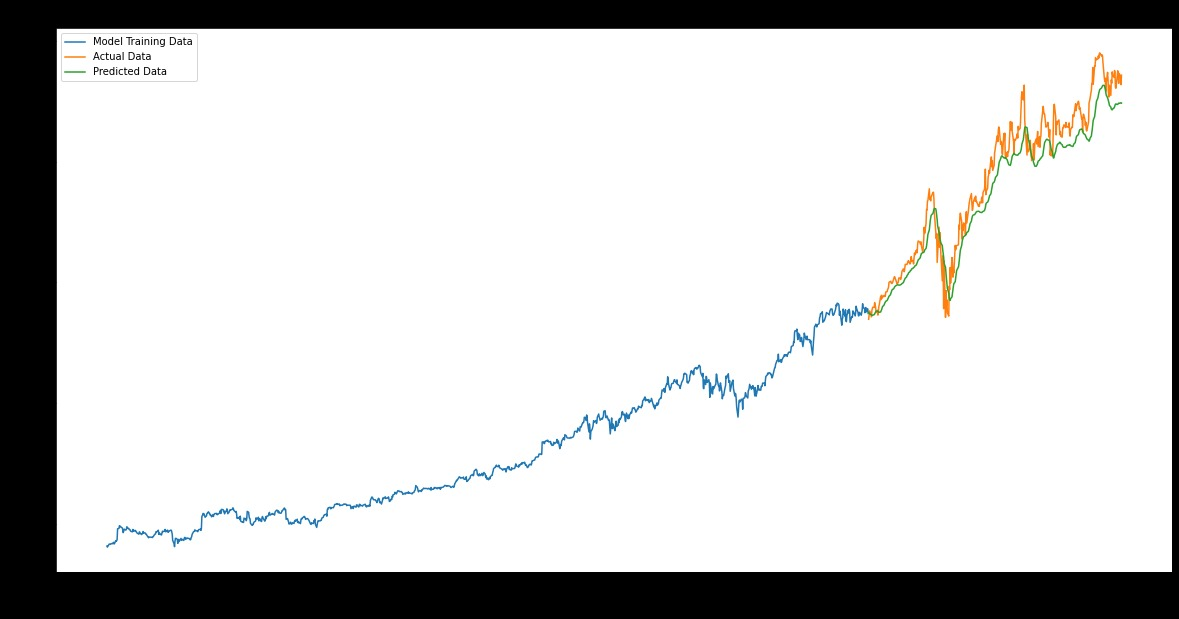 Model Training Data
Actual Data
Predicted Data